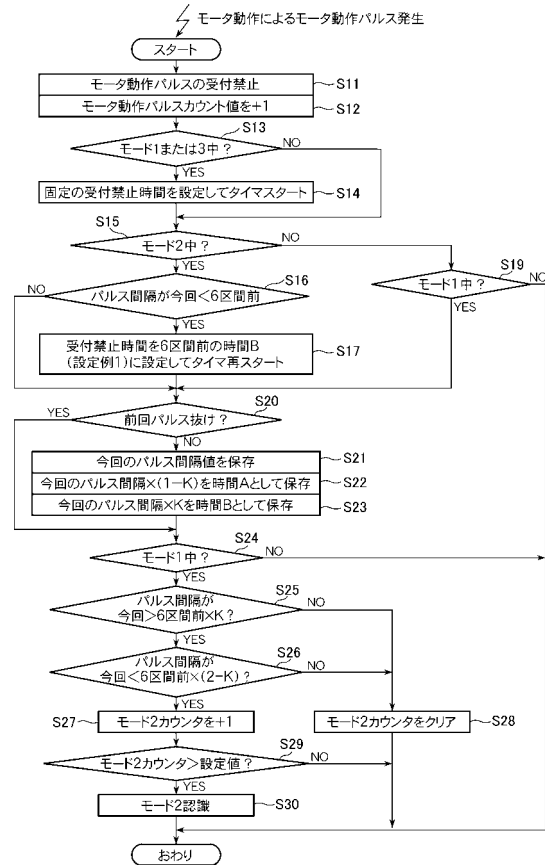 モータ動作によるモータ動作パルス発生
スタート
モータ動作パルスの受付禁止
S11
モータ動作パルスカウント値を+1
S12
S13
モード1または3中?
NO
YES
固定の受付禁止時間を設定してタイマスタート
S14
S15
モード2中?
NO
YES
S16
NO
パルス間隔が今回<6区間前
YES
S19
モード1中?
NO
YES
受付禁止時間を6区間前の時間B
(設定例1)に設定してタイマ再スタート
S17
S20
YES
前回パルス抜け?
NO
今回のパルス間隔値を保存
S21
今回のパルス間隔×(1-K)を時間Aとして保存
S22
今回のパルス間隔×Kを時間Bとして保存
S23
S24
モード1中?
NO
YES
S25
パルス間隔が
今回>6区間前×K?
NO
YES
S26
パルス間隔が
今回<6区間前×(2-K)?
NO
YES
S27
モード2カウンタを+1
モード2カウンタをクリア
S28
S29
モード2カウンタ>設定値?
NO
YES
モード2認識
S30
おわり